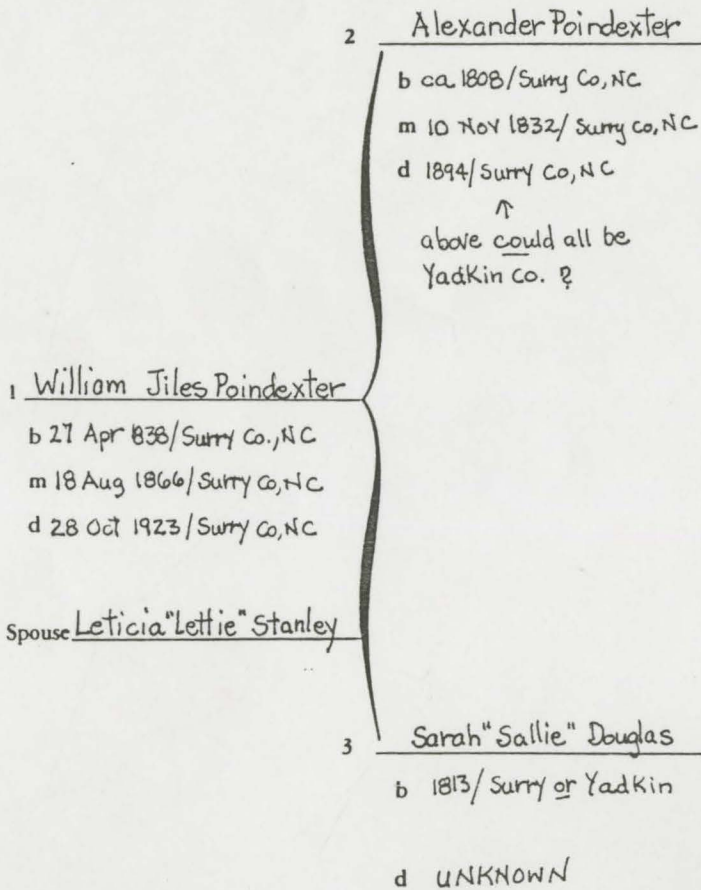 2 Alexander Poindexter
b ca 1808/Surry Co, NC
m 10 Nov 1832/ Surry Co, NC
d 1894/Surry Co, NC
↑
above could all be
Yadkin Co. ?
1 William Jiles Poindexter
b 27 Apr 1838/Surry Co., NC
m 18 Aug 1866/Surry Co, NC
d 28 Oct 1923/Surry Co, NC
Spouse Leticia "Lettie" Stanley
3 Sarah "Sallie" Douglas
b 1813/ Surry or Yadkin
d UNKNOWN